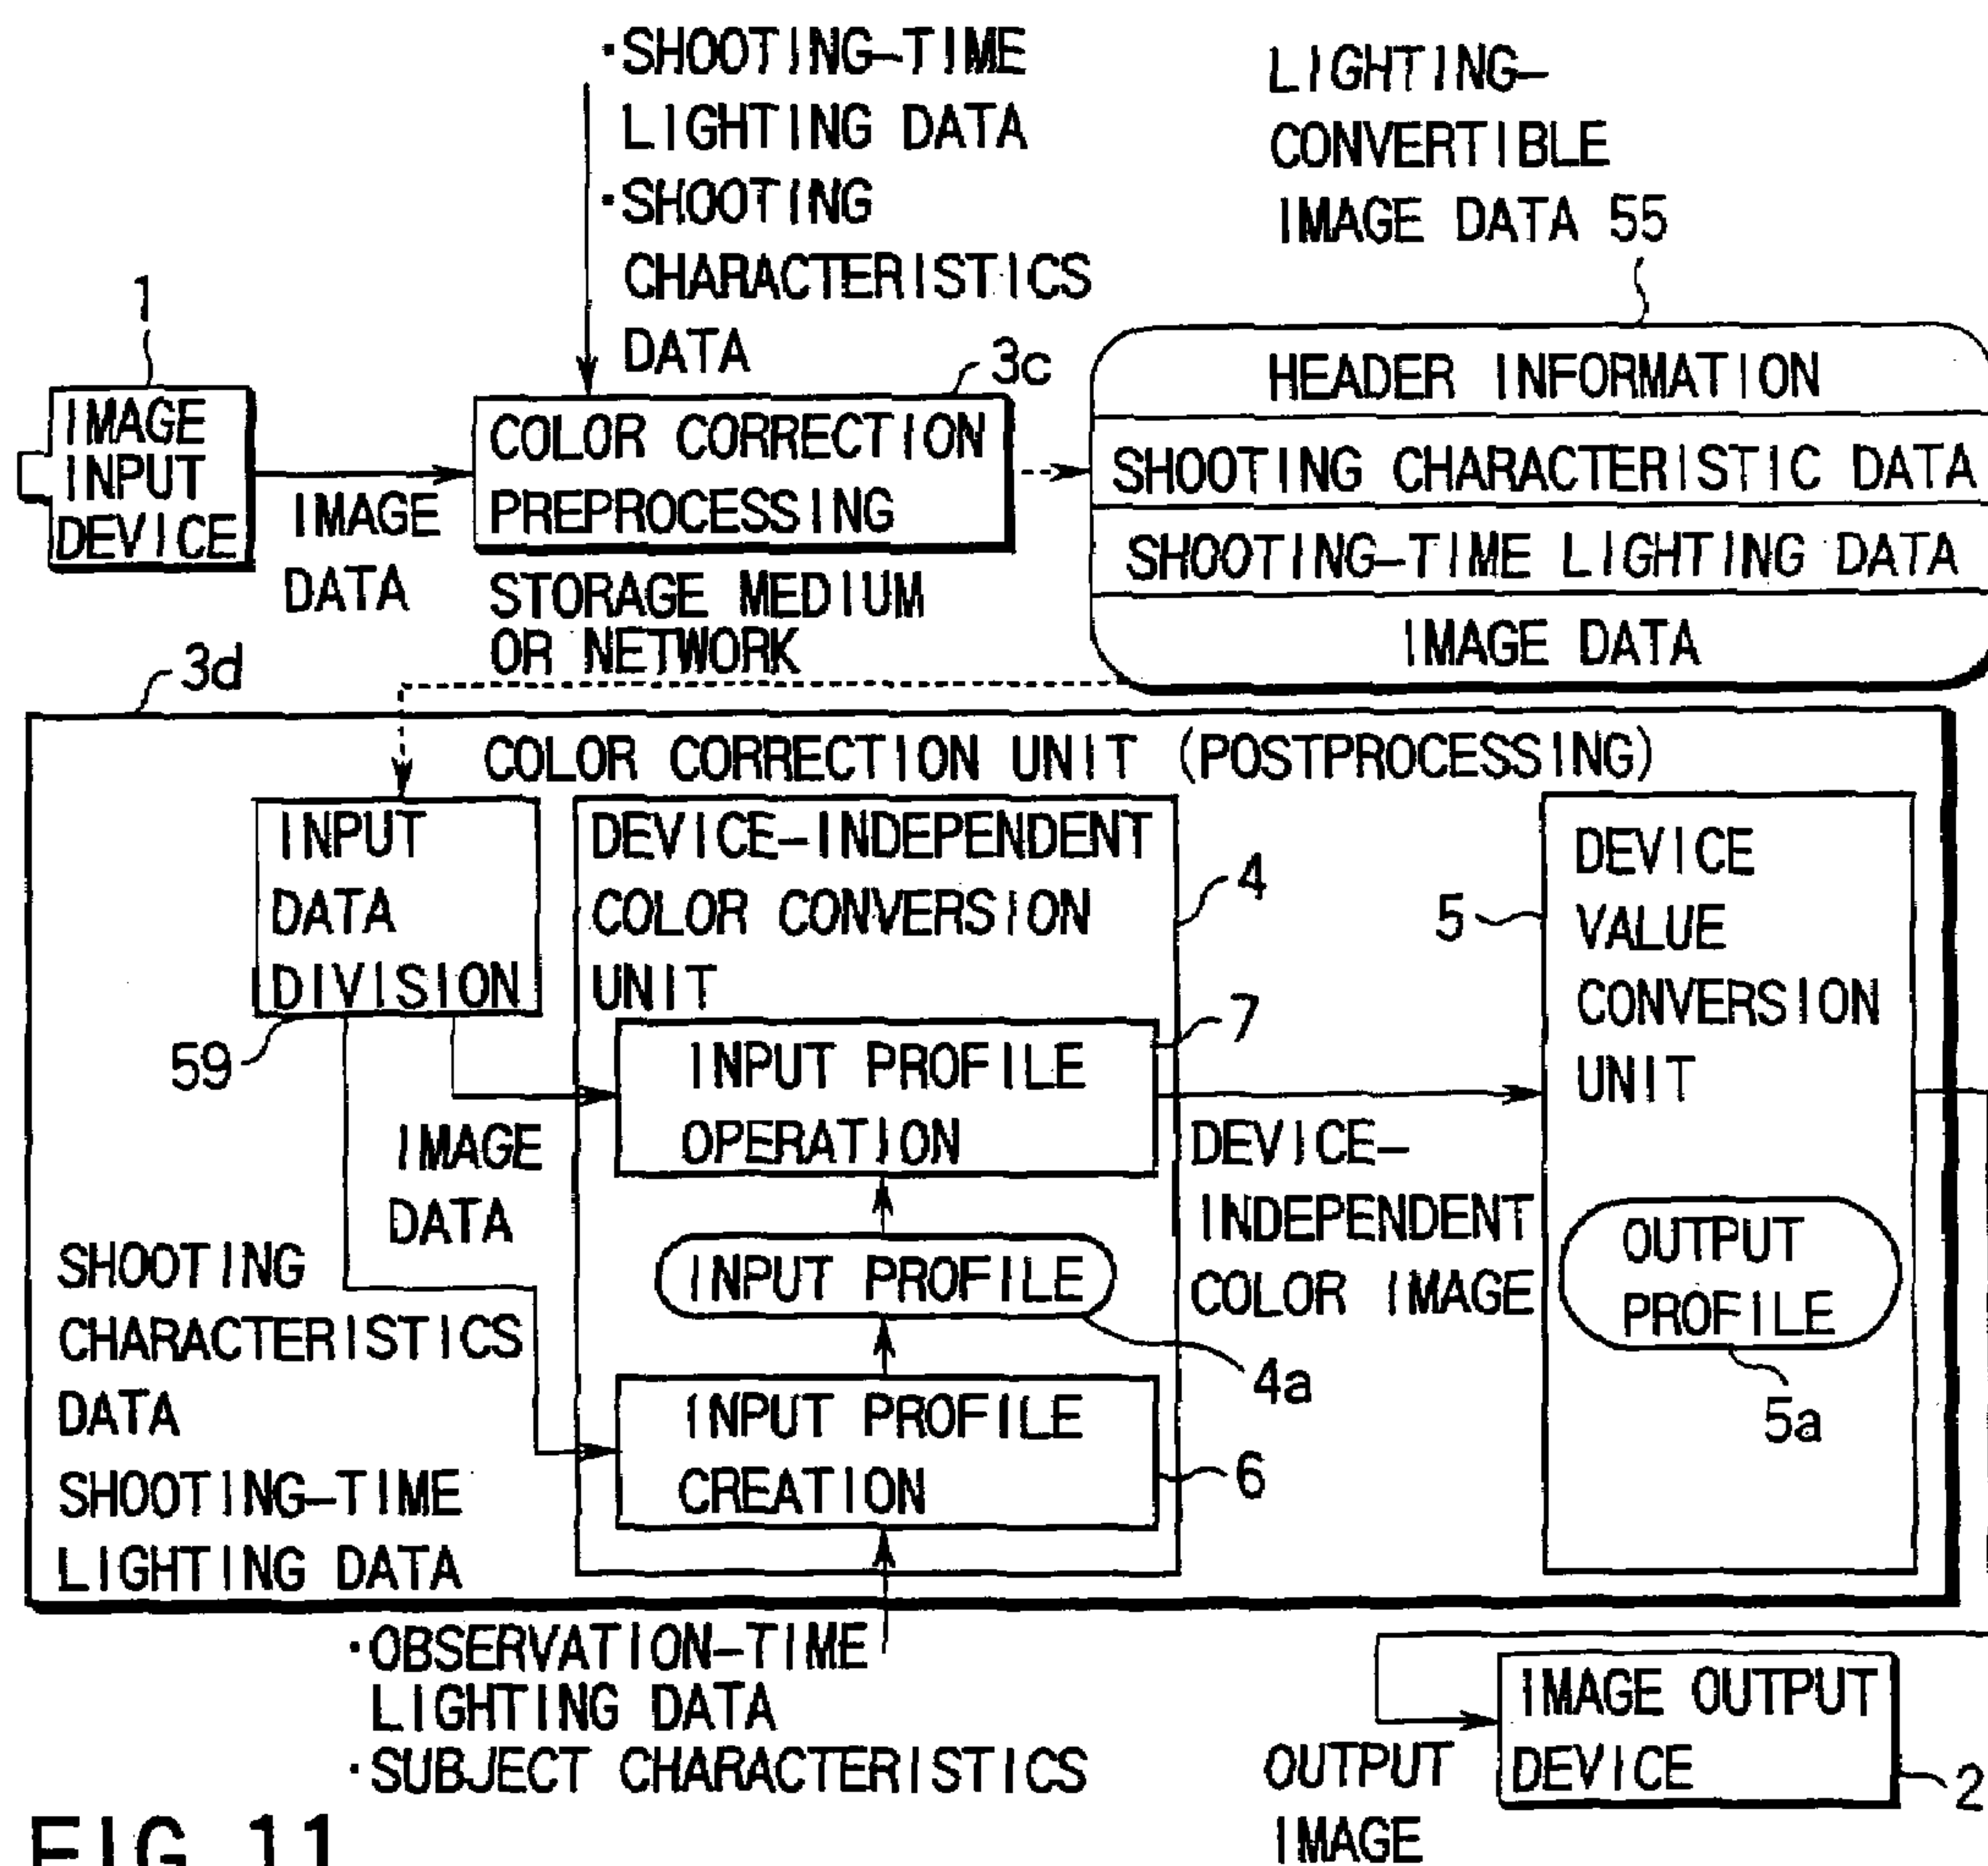 ·SHOOTING-TIME
LIGHTING DATA
·SHOOTING
CHARACTERISTICS
DATA
LIGHTING-
CONVERTIBLE
IMAGE DATA 55
1
IMAGE
INPUT
DEVICE
IMAGE
DATA
3c
COLOR CORRECTION
PREPROCESSING
STORAGE MEDIUM
OR NETWORK
HEADER INFORMATION
SHOOTING CHARACTERISTIC DATA
SHOOTING-TIME LIGHTING DATA
IMAGE DATA
3d
COLOR CORRECTION UNIT (POSTPROCESSING)
INPUT
DATA
DIVISION
59
DEVICE-INDEPENDENT
COLOR CONVERSION
UNIT
4
7
INPUT PROFILE
OPERATION
IMAGE
DATA
INPUT PROFILE
4a
INPUT PROFILE
CREATION
6
SHOOTING
CHARACTERISTICS
DATA
SHOOTING-TIME
LIGHTING DATA
DEVICE-
INDEPENDENT
COLOR IMAGE
5
DEVICE
VALUE
CONVERSION
UNIT
OUTPUT
PROFILE
5a
·OBSERVATION-TIME
LIGHTING DATA
·SUBJECT CHARACTERISTICS
OUTPUT
IMAGE
IMAGE OUTPUT
DEVICE
2
FIG 11